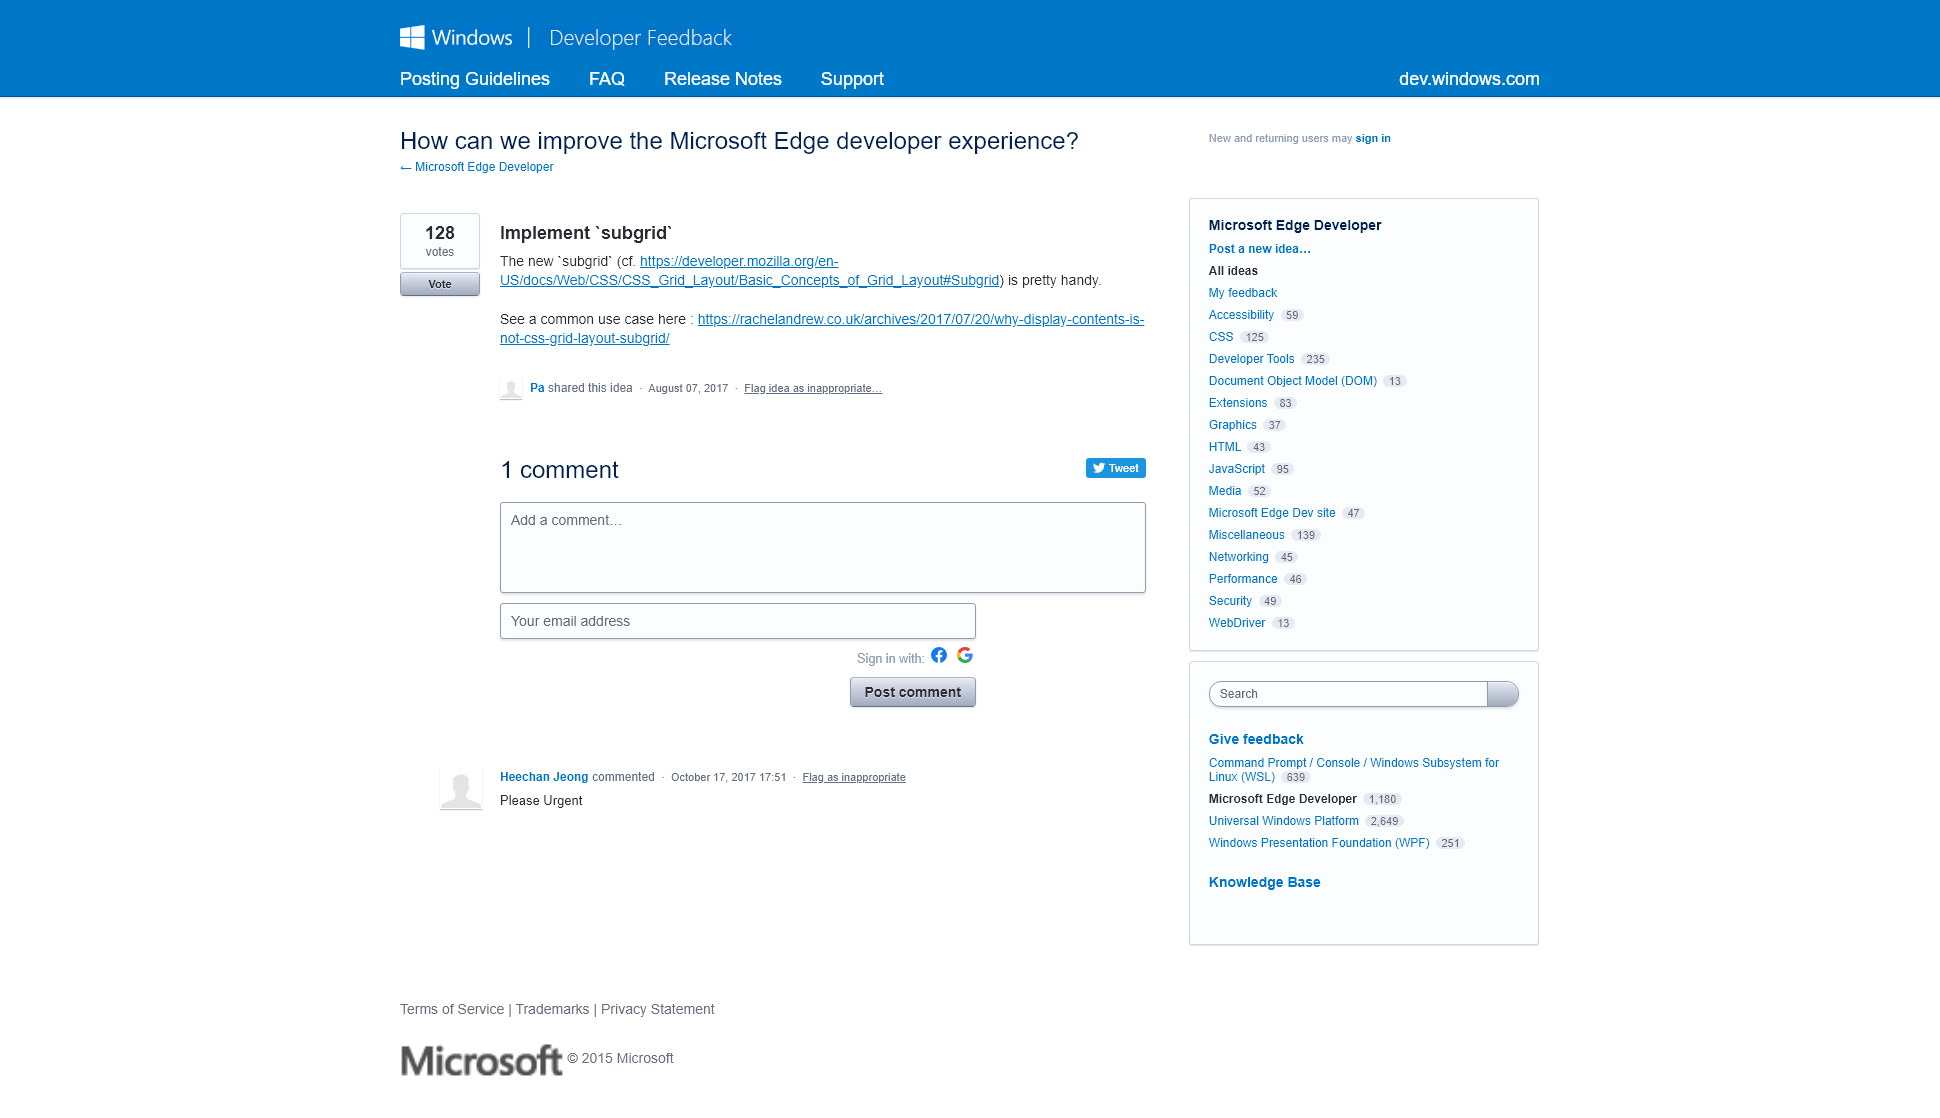 Windows | Developer Feedback
Posting Guidelines FAQ Release Notes Support dev.windows.com
How can we improve the Microsoft Edge developer experience?
← Microsoft Edge Developer
New and returning users may sign in
128
votes
Vote
Implement `subgrid`
The new `subgrid` (cf. https://developer.mozilla.org/en-
US/docs/Web/CSS/CSS_Grid_Layout/Basic_Concepts_of_Grid_Layout#Subgrid) is pretty handy.
See a common use case here : https://rachelandrew.co.uk/archives/2017/07/20/why-display-contents-is-
not-css-grid-layout-subgrid/
Pa shared this idea · August 07, 2017 · Flag idea as inappropriate…
1 comment
Tweet
Add a comment…
Your email address
Sign in with:
Post comment
Heechan Jeong commented · October 17, 2017 17:51 · Flag as inappropriate
Please Urgent
Microsoft Edge Developer
Post a new idea…
All ideas
My feedback
Accessibility 59
CSS 125
Developer Tools 235
Document Object Model (DOM) 13
Extensions 83
Graphics 37
HTML 43
JavaScript 95
Media 52
Microsoft Edge Dev site 47
Miscellaneous 139
Networking 45
Performance 46
Security 49
WebDriver 13
Search
Give feedback
Command Prompt / Console / Windows Subsystem for
Linux (WSL) 639
Microsoft Edge Developer 1,180
Universal Windows Platform 2,649
Windows Presentation Foundation (WPF) 251
Knowledge Base
Terms of Service | Trademarks | Privacy Statement
Microsoft © 2015 Microsoft